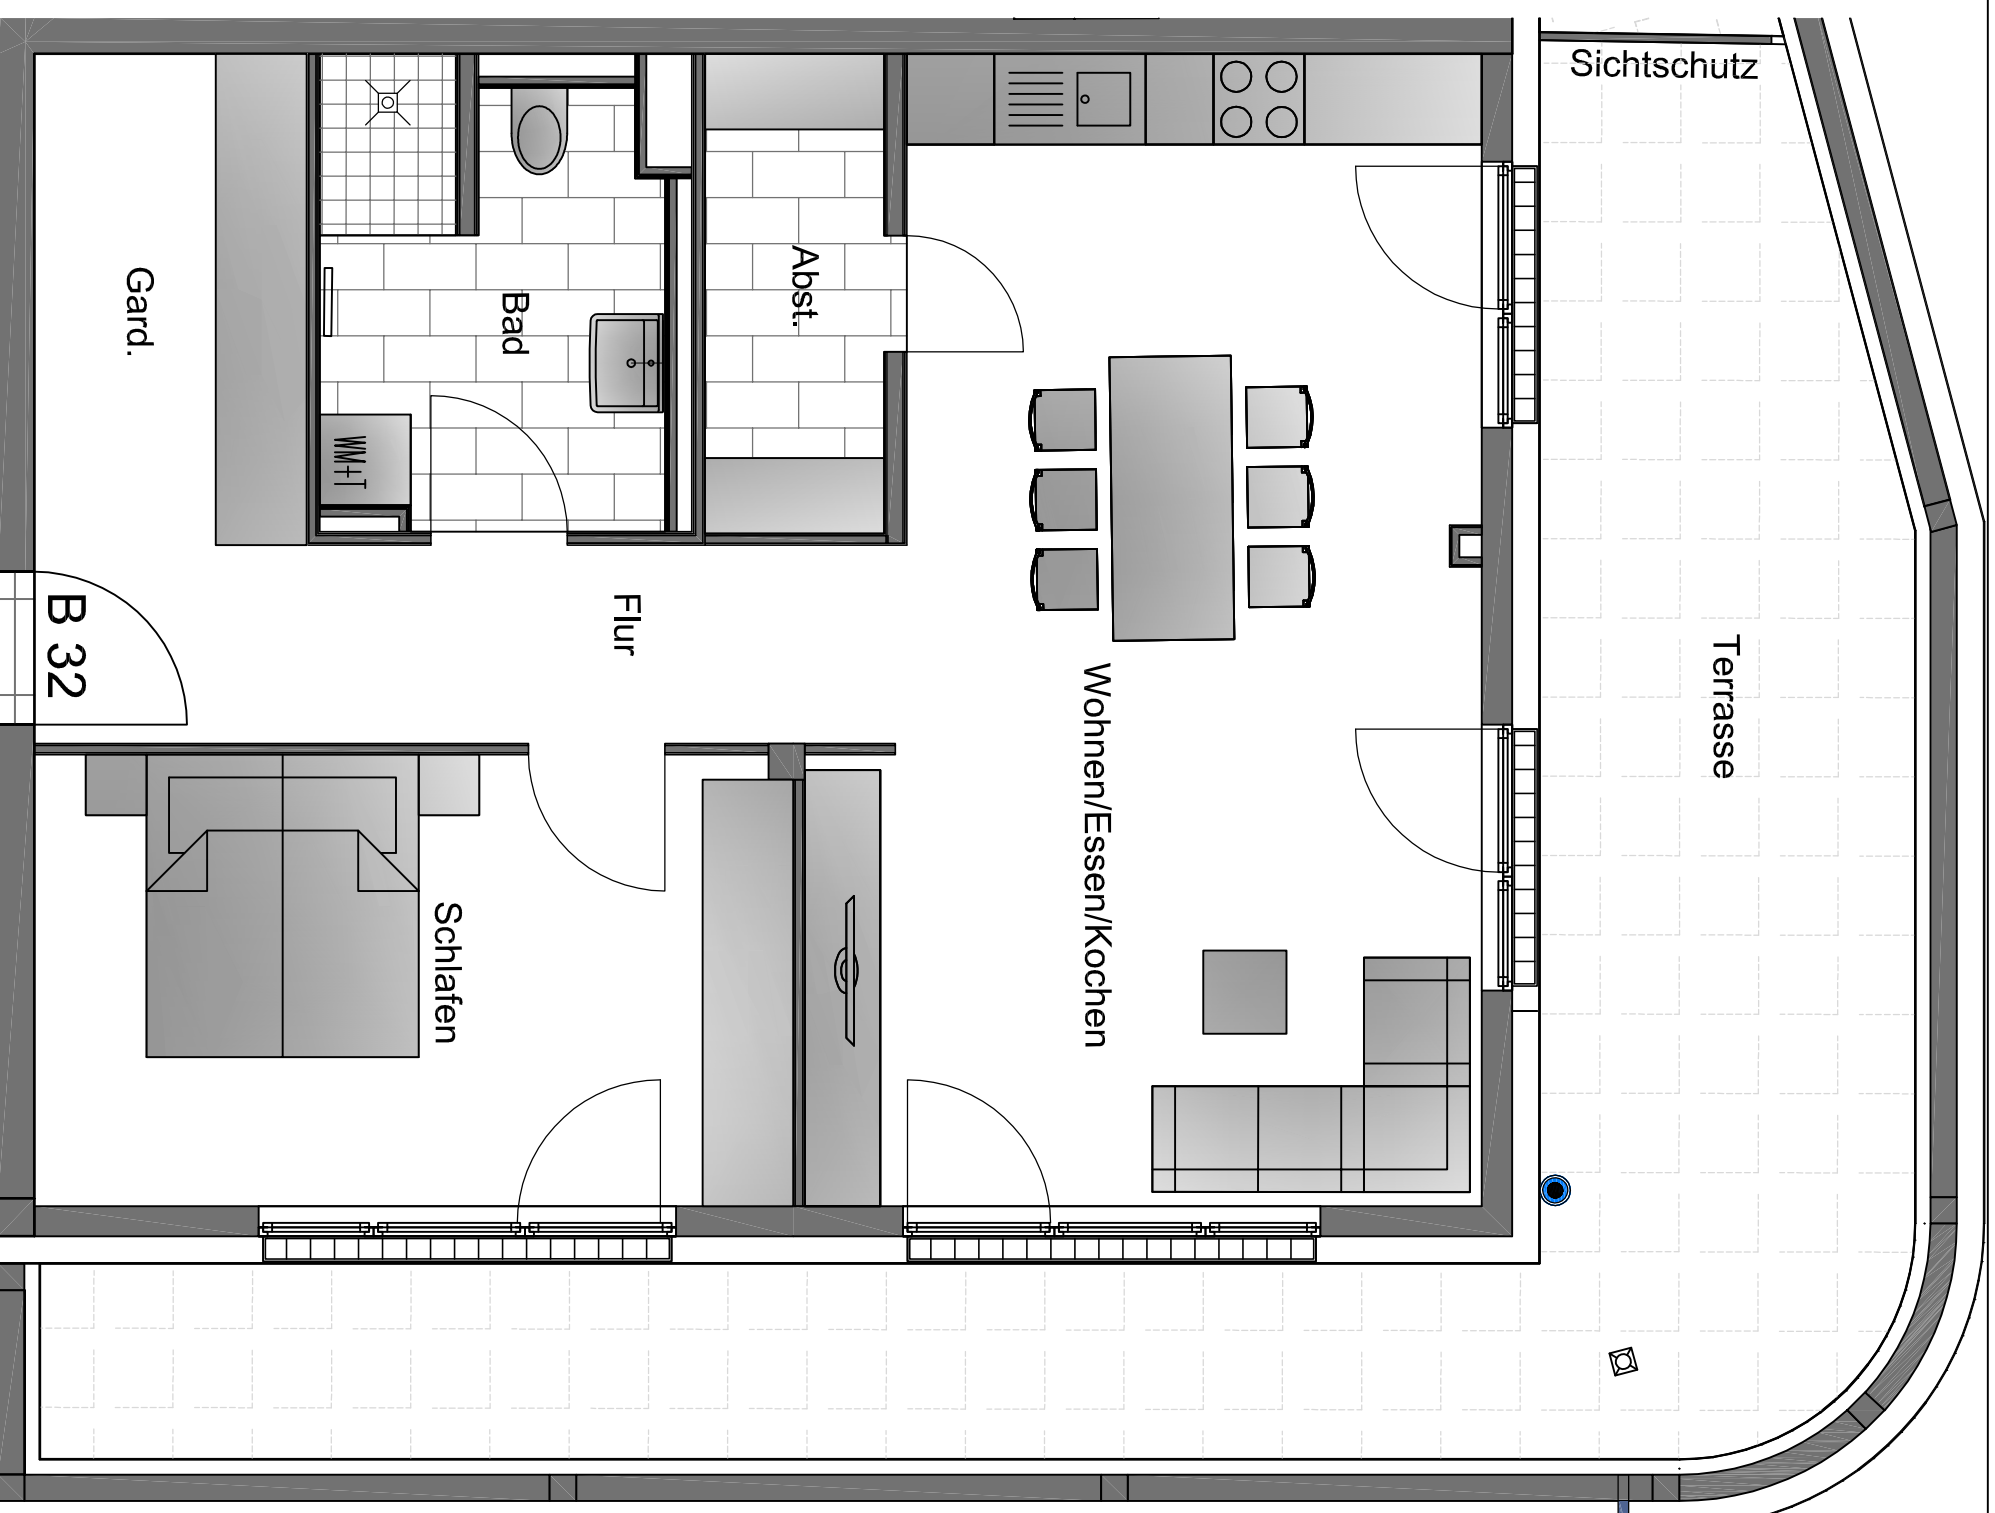 Sichtschutz
Gard.
Bad
Abst.
WM+T
B 32
Flur
Wohnen/Essen/Kochen
Terrasse
Schlafen